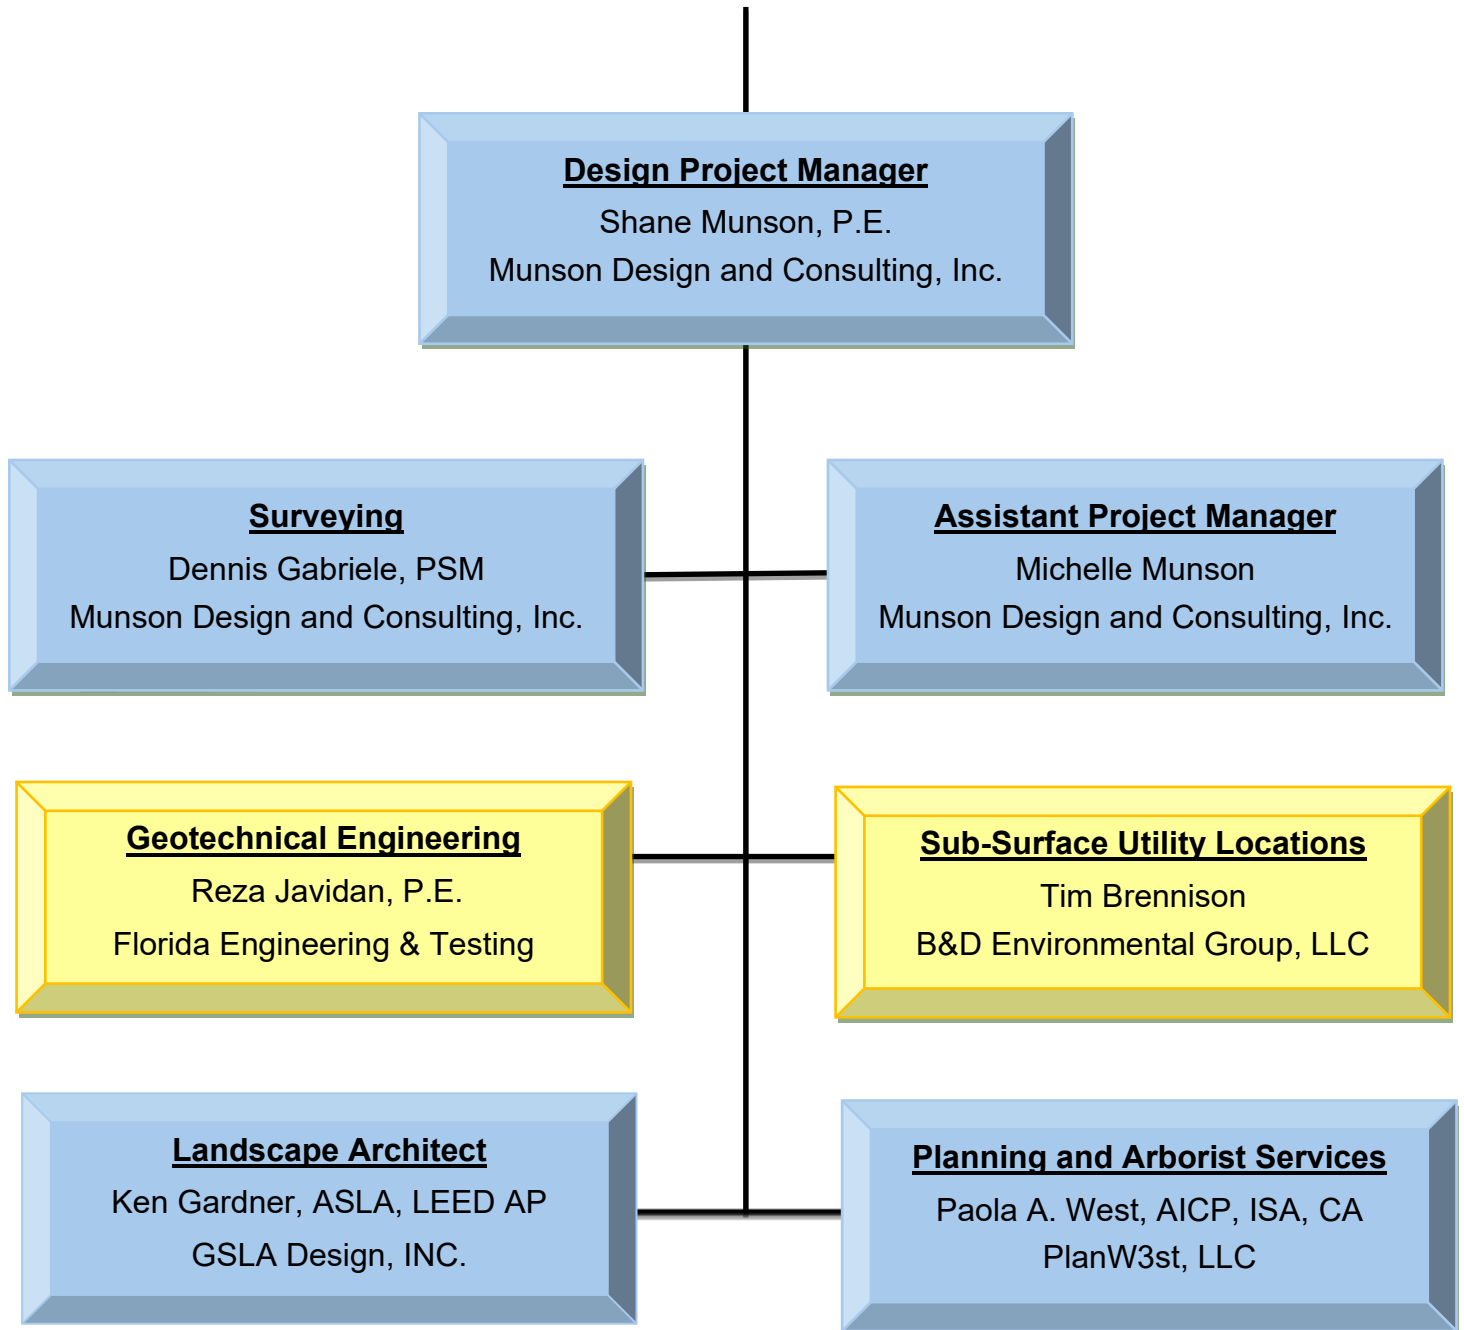 Design Project Manager
Shane Munson, P.E.
Munson Design and Consulting, Inc.
Surveying
Dennis Gabriele, PSM
Munson Design and Consulting, Inc.
Assistant Project Manager
Michelle Munson
Munson Design and Consulting, Inc.
Geotechnical Engineering
Reza Javidan, P.E.
Florida Engineering & Testing
Sub-Surface Utility Locations
Tim Brennison
B&D Environmental Group, LLC
Landscape Architect
Ken Gardner, ASLA, LEED AP
GSLA Design, INC.
Planning and Arborist Services
Paola A. West, AICP, ISA, CA
PlanW3st, LLC